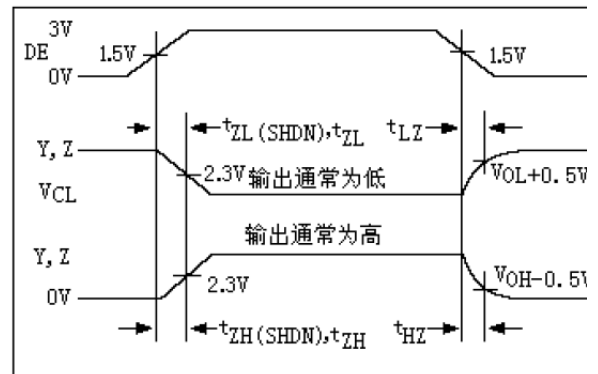 3V
DE
1.5V
1.5V
0V
tZL(SHDN),tZL
tLZ
Y,Z
2.3V
输出通常为低
VOL+0.5V
VCL
输出通常为高
Y,Z
2.3V
VOH-0.5V
0V
tZH(SHDN),tZH
tHZ